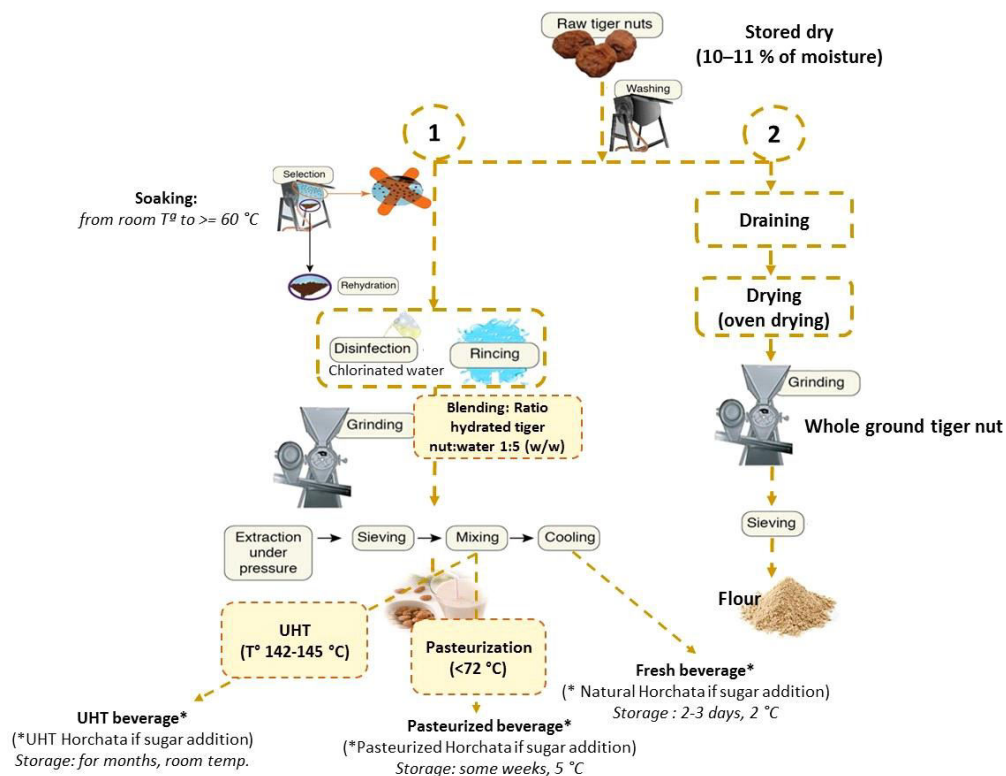 Raw tiger nuts
Stored dry
(10–11 % of moisture)
Washing
1
2
Selection
Soaking:
from room Tª to >= 60 °C
Rehydration
Draining
Drying
(oven drying)
Disinfection
Chlorinated water
Rincing
Grinding
Blending: Ratio
hydrated tiger
nut:water 1:5 (w/w)
Grinding
Whole ground tiger nut
Extraction
under
pressure
Sieving
Mixing
Cooling
Sieving
Flour
UHT
(T° 142-145 °C)
Pasteurization
(<72 °C)
Fresh beverage*
(* Natural Horchata if sugar addition)
Storage : 2-3 days, 2 °C
UHT beverage*
(*UHT Horchata if sugar addition)
Storage: for months, room temp.
Pasteurized beverage*
(*Pasteurized Horchata if sugar addition)
Storage: some weeks, 5 °C